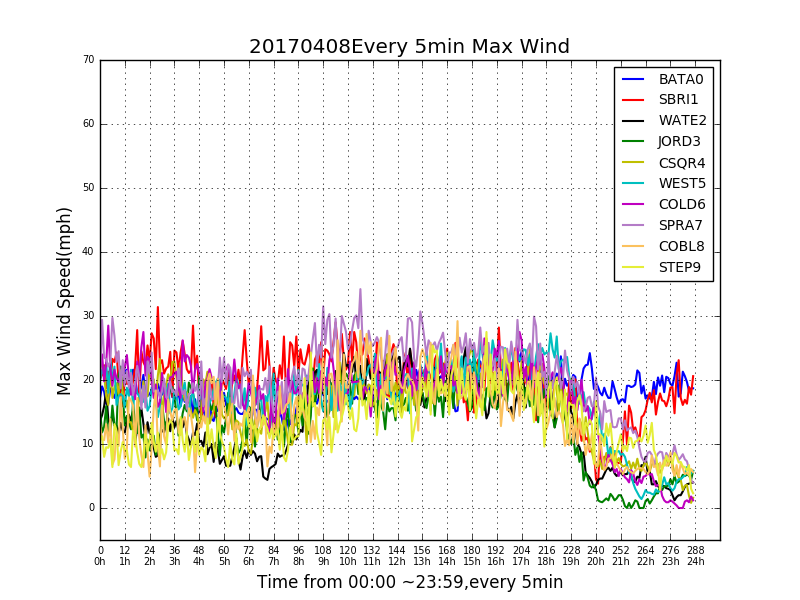 20170408Every 5min Max Wind
70
60
50
40
30
20
10
0
Max Wind Speed(mph)
BATA0
SBRI1
WATE2
JORD3
CSQR4
WEST5
COLD6
SPRA7
COBL8
STEP9
0 12 24 36 48 60 72 84 96 108 120 132 144 156 168 180 192 204 216 228 240 252 264 276 288
0h 1h 2h 3h 4h 5h 6h 7h 8h 9h 10h 11h 12h 13h 14h 15h 16h 17h 18h 19h 20h 21h 22h 23h 24h
Time from 00:00 ~23:59,every 5min